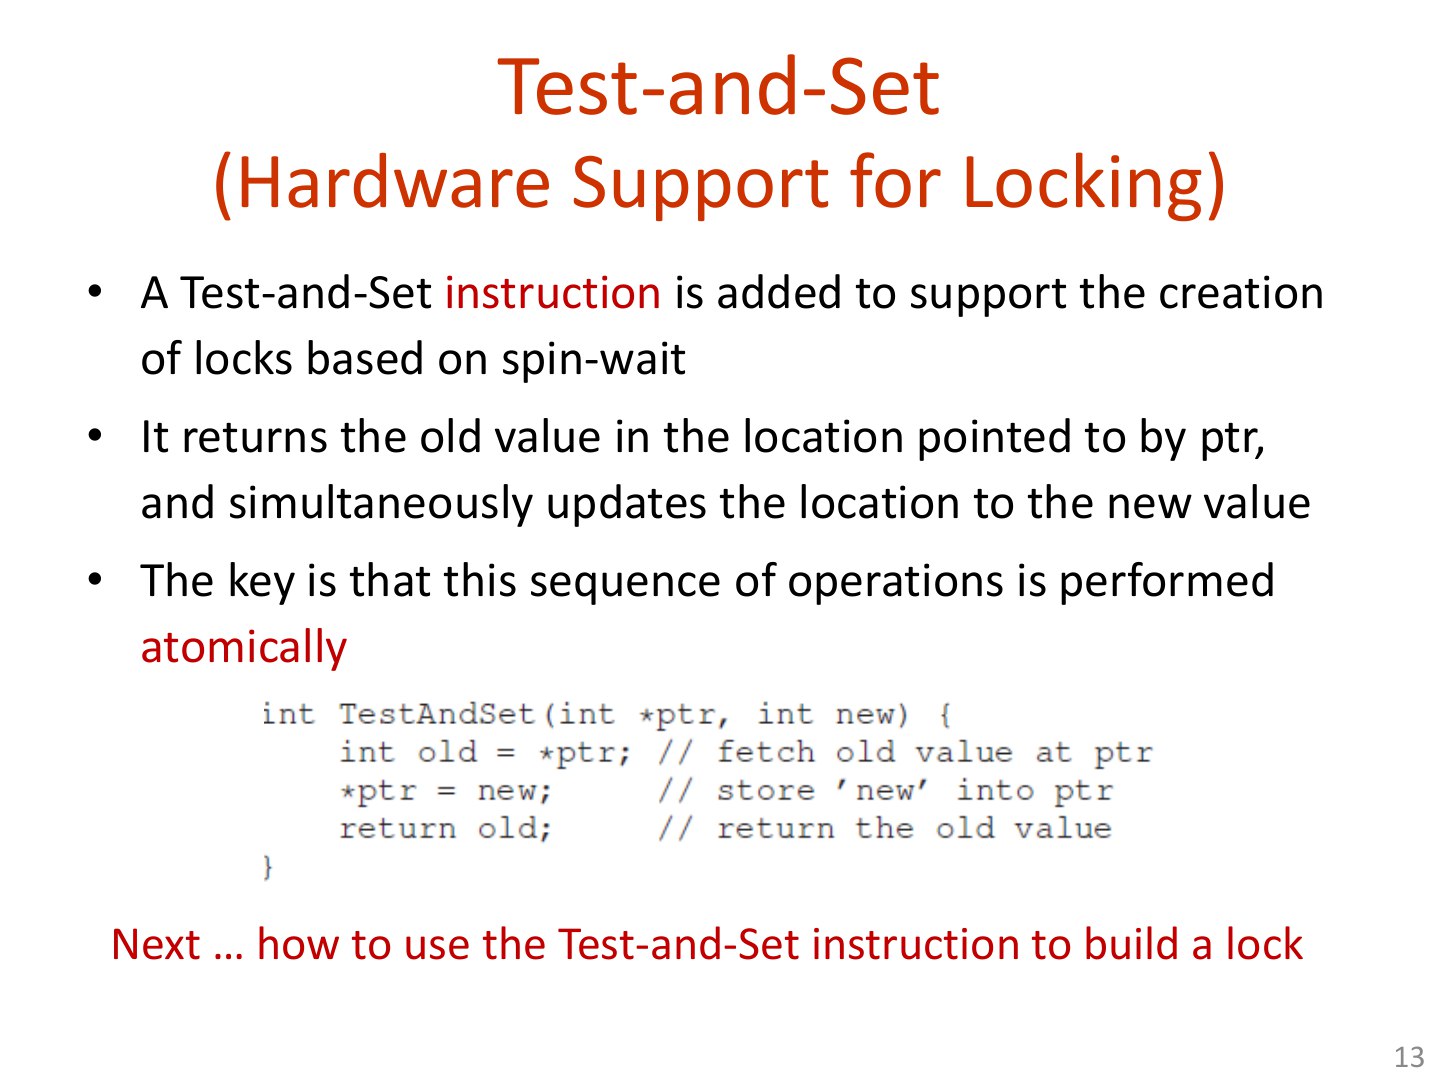 Test-and-Set
(Hardware Support for Locking)
• A Test-and-Set instruction is added to support the creation
of locks based on spin-wait
• It returns the old value in the location pointed to by ptr,
and simultaneously updates the location to the new value
• The key is that this sequence of operations is performed
atomically
int TestAndSet(int *ptr, int new) {
    int old = *ptr; // fetch old value at ptr
    *ptr = new;     // store ’new’ into ptr
    return old;     // return the old value
}
Next … how to use the Test-and-Set instruction to build a lock
13